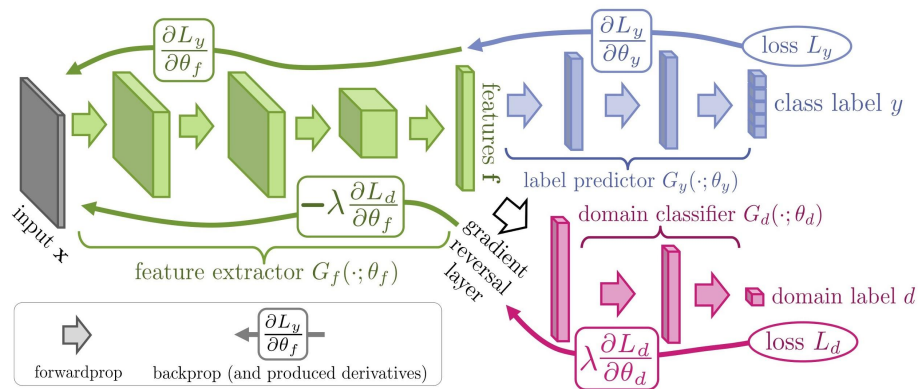 ∂L_y
∂θ_f
∂L_y
∂θ_y
loss L_y
features f
class label y
label predictor G_y(·; θ_y)
input x
−λ ∂L_d
∂θ_f
feature extractor G_f(·; θ_f)
gradient
reversal
layer
domain classifier G_d(·; θ_d)
domain label d
λ ∂L_d
∂θ_d
loss L_d
∂L_y
∂θ_f
forwardprop
backprop (and produced derivatives)